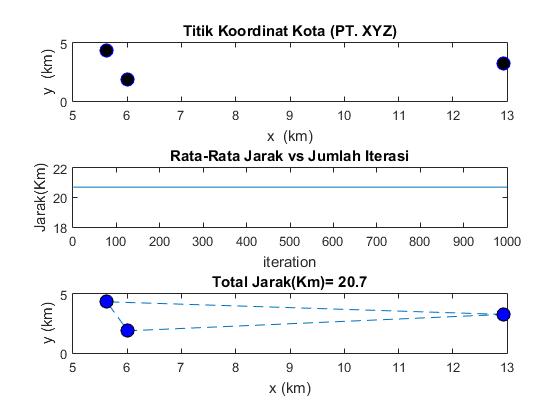 Titik Koordinat Kota (PT. XYZ)
5
0
y (km)
5 6 7 8 9 10 11 12 13
x (km)
Rata-Rata Jarak vs Jumlah Iterasi
22
20
18
Jarak(Km)
0 100 200 300 400 500 600 700 800 900 1000
iteration
Total Jarak(Km)= 20.7
5
0
y (km)
5 6 7 8 9 10 11 12 13
x (km)